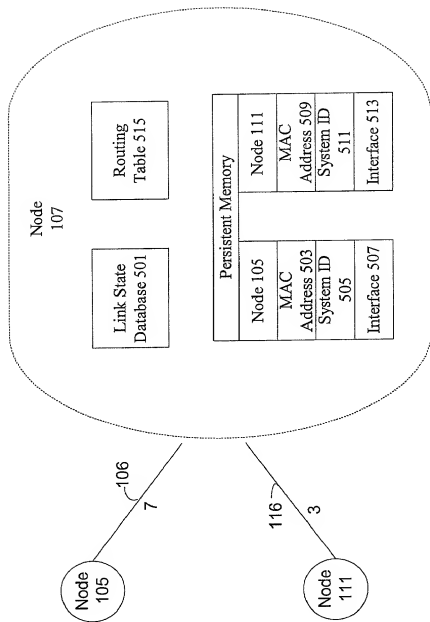 Node
107
Link State
Database 501
Routing
Table 515
Persistent Memory
Node 105
MAC
Address 503
System ID
505
Interface 507
Node 111
MAC
Address 509
System ID
511
Interface 513
106
7
116
3
Node
105
Node
111